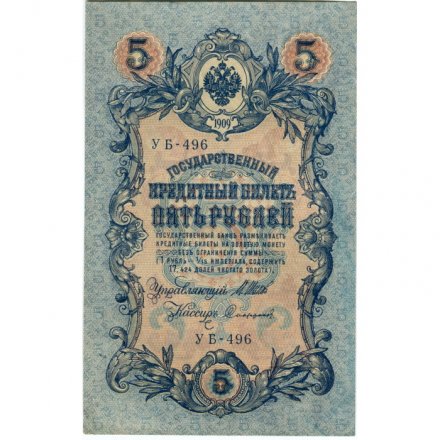 5 5
1909
УБ-496
ГОСУДАРСТВЕННЫЙ
КРЕДИТНЫЙ БИЛЕТЪ
ПЯТЬ РУБЛЕЙ
ГОСУДАРСТВЕННЫЙ БАНКЪ РАЗМѢНИВАЕТЪ
КРЕДИТНЫЕ БИЛЕТЫ НА ЗОЛОТУЮ МОНЕТУ
БЕЗЪ ОГРАНИЧЕНІЯ СУММЫ
(1 РУБЛЬ = 1/15 ИМПЕРІАЛА, СОДЕРЖИТЪ
17,424 ДОЛЕЙ ЧИСТАГО ЗОЛОТА).
Управляющій
Кассиръ
УБ-496
5